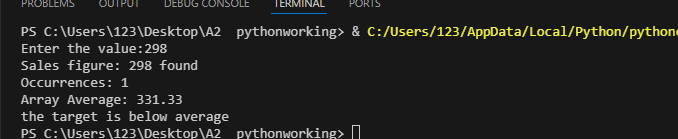 PROBLEMS OUTPUT DEBUG CONSOLE TERMINAL PORTS
PS C:\Users\123\Desktop\A2 pythonworking> & C:/Users/123/AppData/Local/Python/pythonc
Enter the value:298
Sales figure: 298 found
Occurrences: 1
Array Average: 331.33
the target is below average
PS C:\Users\123\Desktop\A2 pythonworking>